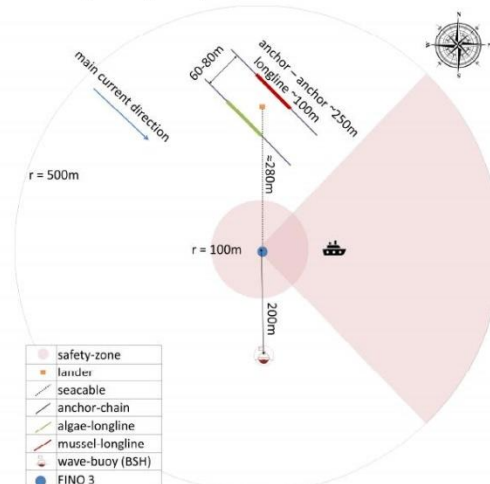 N
W
main current direction
60-80m
anchor – anchor ~250m
longline ~100m
≈280m
r = 500m
r = 100m
200m
safety-zone
lander
seacable
anchor-chain
algae-longline
mussel-longline
wave-buoy (BSH)
FINO 3